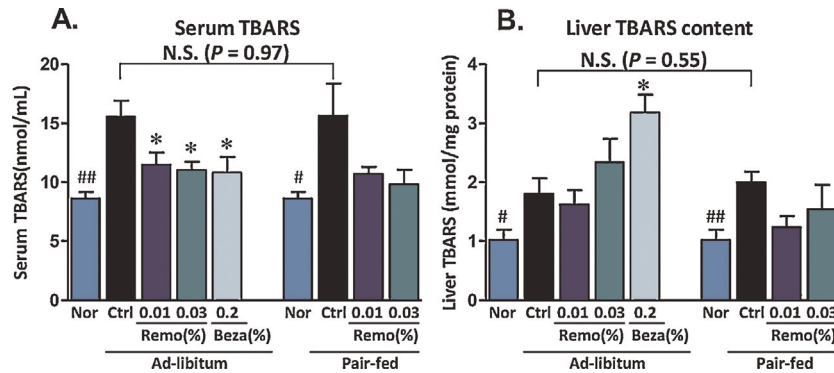 A.
Serum TBARS
N.S. (P = 0.97)
Serum TBARS(nmol/mL)
20
15
10
5
0
##
*
*
*
#
Nor Ctrl 0.01 0.03 0.2 Nor Ctrl 0.01 0.03
Remo(%) Beza(%) Remo(%)
Ad-libitum Pair-fed
B.
Liver TBARS content
N.S. (P = 0.55)
Liver TBARS (mmol/mg protein)
4
3
2
1
0
#
*
##
Nor Ctrl 0.01 0.03 0.2 Nor Ctrl 0.01 0.03
Remo(%) Beza(%) Remo(%)
Ad-libitum Pair-fed